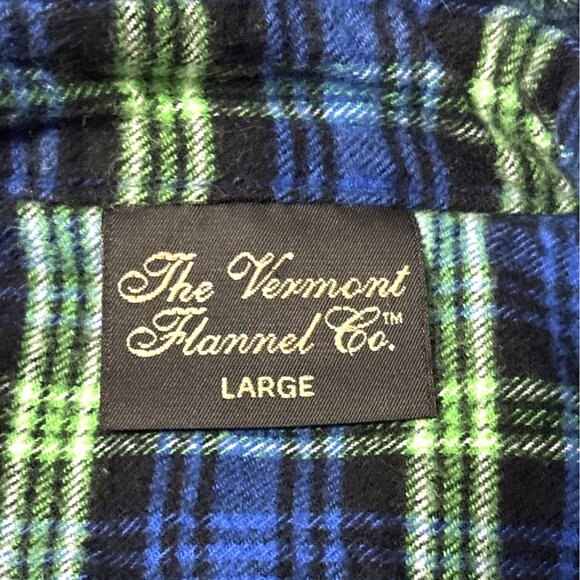 The Vermont
Flannel Co.™
LARGE